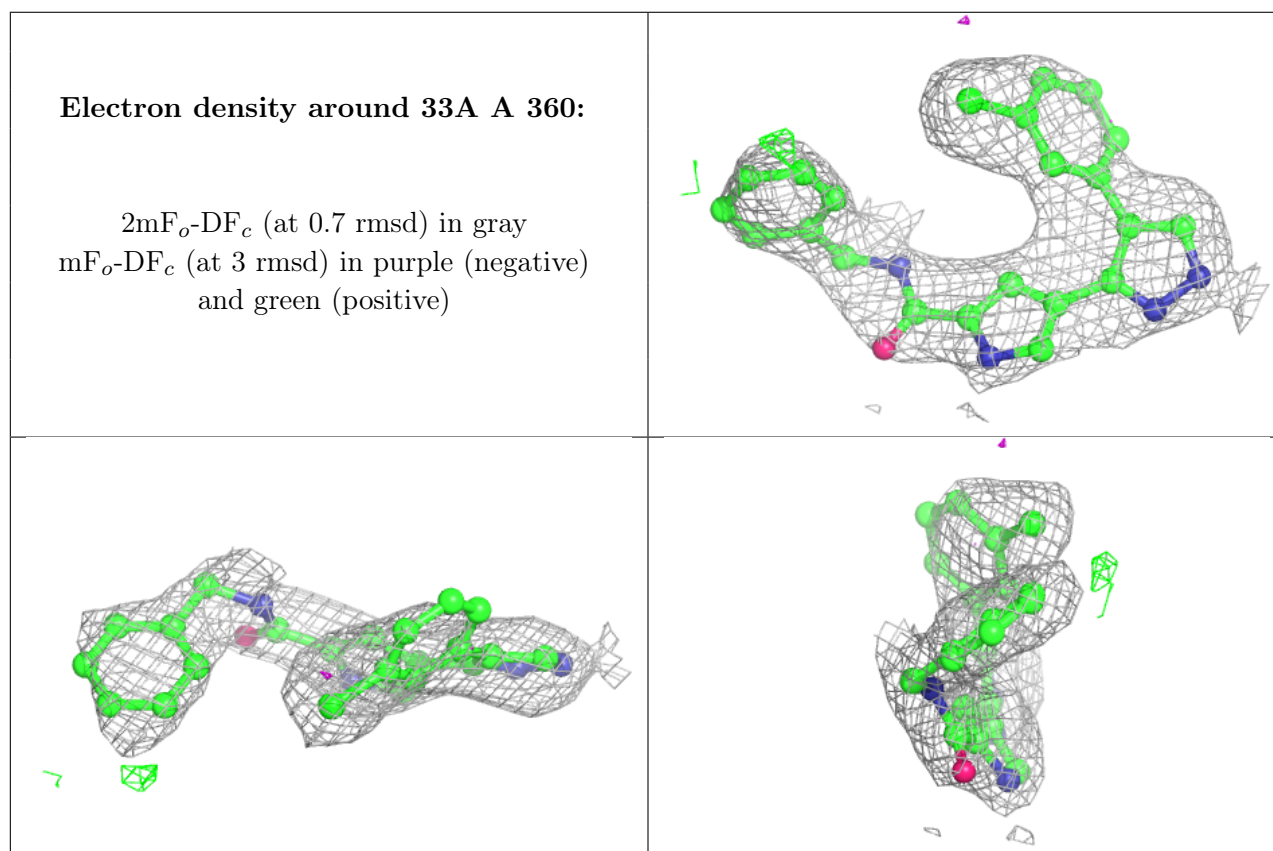 Electron density around 33A A 360:
2mFo-DFc (at 0.7 rmsd) in gray
mFo-DFc (at 3 rmsd) in purple (negative)
and green (positive)